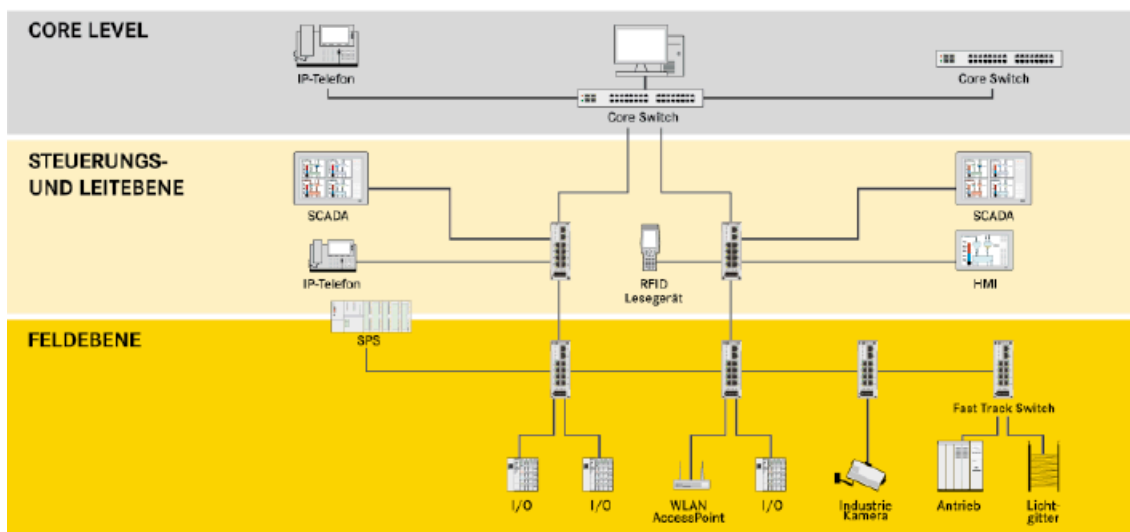 CORE LEVEL
IP-Telefon
Core Switch
Core Switch
STEUERUNGS-
UND LEITEBENE
SCADA
SCADA
IP-Telefon
RFID
Lesegerät
HMI
FELDEBENE
SPS
Fast Track Switch
I/O
I/O
WLAN
AccessPoint
I/O
Industrie
Kamera
Antrieb
Licht-
gitter